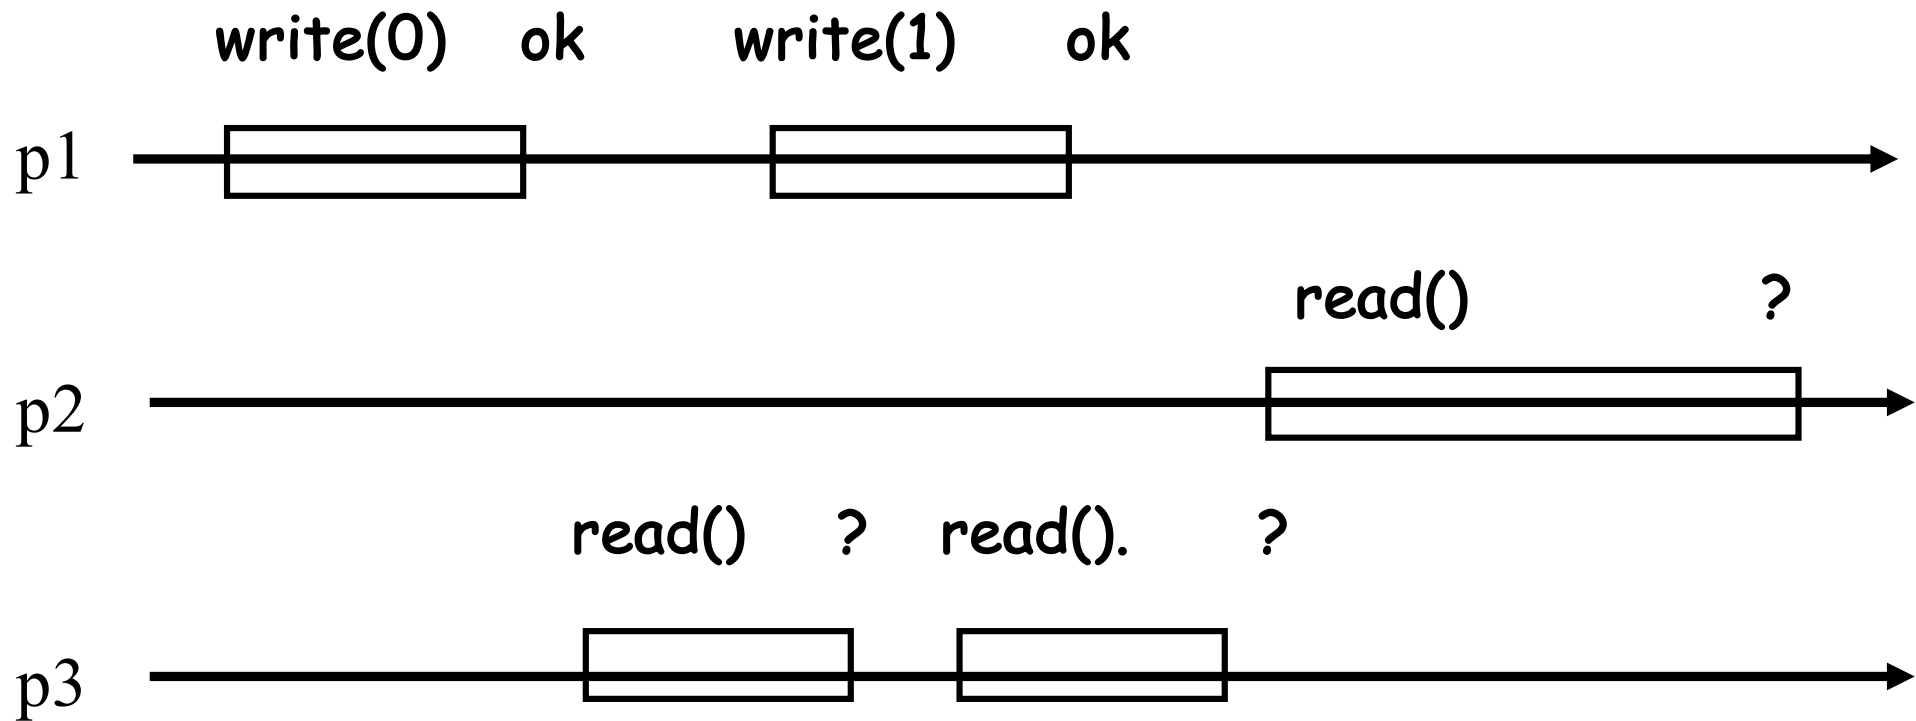 write(0) ok write(1) ok
p1
read() ?
p2
read() ? read(). ?
p3